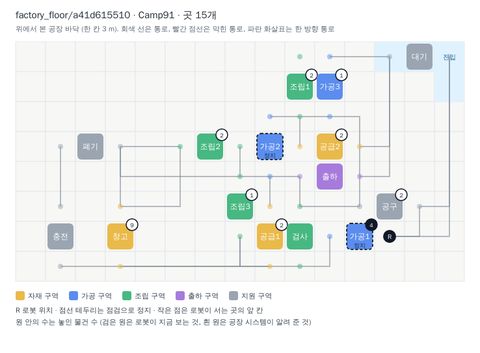 factory_floor/a41d615510 · Camp91 · 곳 15개
위에서 본 공장 바닥 (한 칸 3 m). 회색 선은 통로, 빨간 점선은 막힌 통로, 파란 화살표는 한 방향 통로
대기 진입
조립1 2 가공3 1
폐기 조립2 2 가공2 공급2 2
출하
조립3 1 공구 2
충전 창고 9 공급1 2 검사 가공1 4 R
자재 구역 가공 구역 조립 구역 출하 구역 지원 구역
R 로봇 위치 · 점선 테두리는 점검으로 정지 · 작은 점은 로봇이 서는 곳의 앞 칸
원 안의 수는 놓인 물건 수 (검은 원은 로봇이 지금 보는 것, 흰 원은 공장 시스템이 알려 준 것)